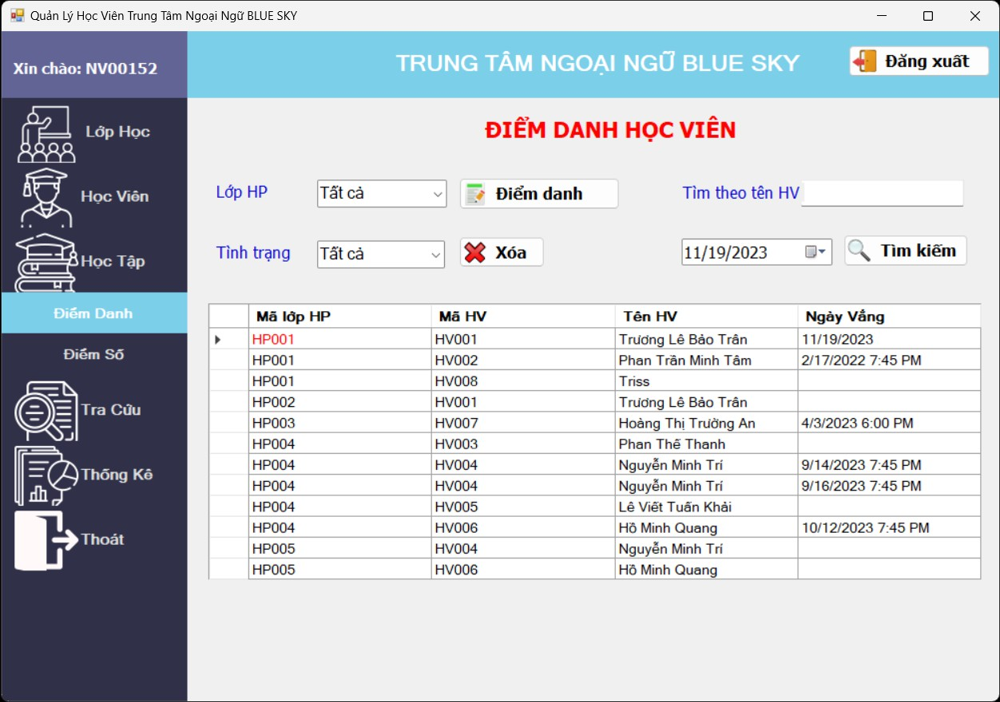 Quản Lý Học Viên Trung Tâm Ngoại Ngữ BLUE SKY
Xin chào: NV00152
TRUNG TÂM NGOẠI NGỮ BLUE SKY
Đăng xuất
Lớp Học
Học Viên
Học Tập
Điểm Danh
Điểm Số
Tra Cứu
Thống Kê
Thoát
ĐIỂM DANH HỌC VIÊN
Lớp HP Tất cả Điểm danh Tìm theo tên HV
Tình trạng Tất cả Xóa 11/19/2023 Tìm kiếm
Mã lớp HP Mã HV Tên HV Ngày Vắng
HP001 HV001 Trương Lê Bảo Trân 11/19/2023
HP001 HV002 Phan Trần Minh Tâm 2/17/2022 7:45 PM
HP001 HV008 Triss
HP002 HV001 Trương Lê Bảo Trân
HP003 HV007 Hoàng Thị Trường An 4/3/2023 6:00 PM
HP004 HV003 Phan Thế Thanh
HP004 HV004 Nguyễn Minh Trí 9/14/2023 7:45 PM
HP004 HV004 Nguyễn Minh Trí 9/16/2023 7:45 PM
HP004 HV005 Lê Viết Tuấn Khải
HP004 HV006 Hồ Minh Quang 10/12/2023 7:45 PM
HP005 HV004 Nguyễn Minh Trí
HP005 HV006 Hồ Minh Quang